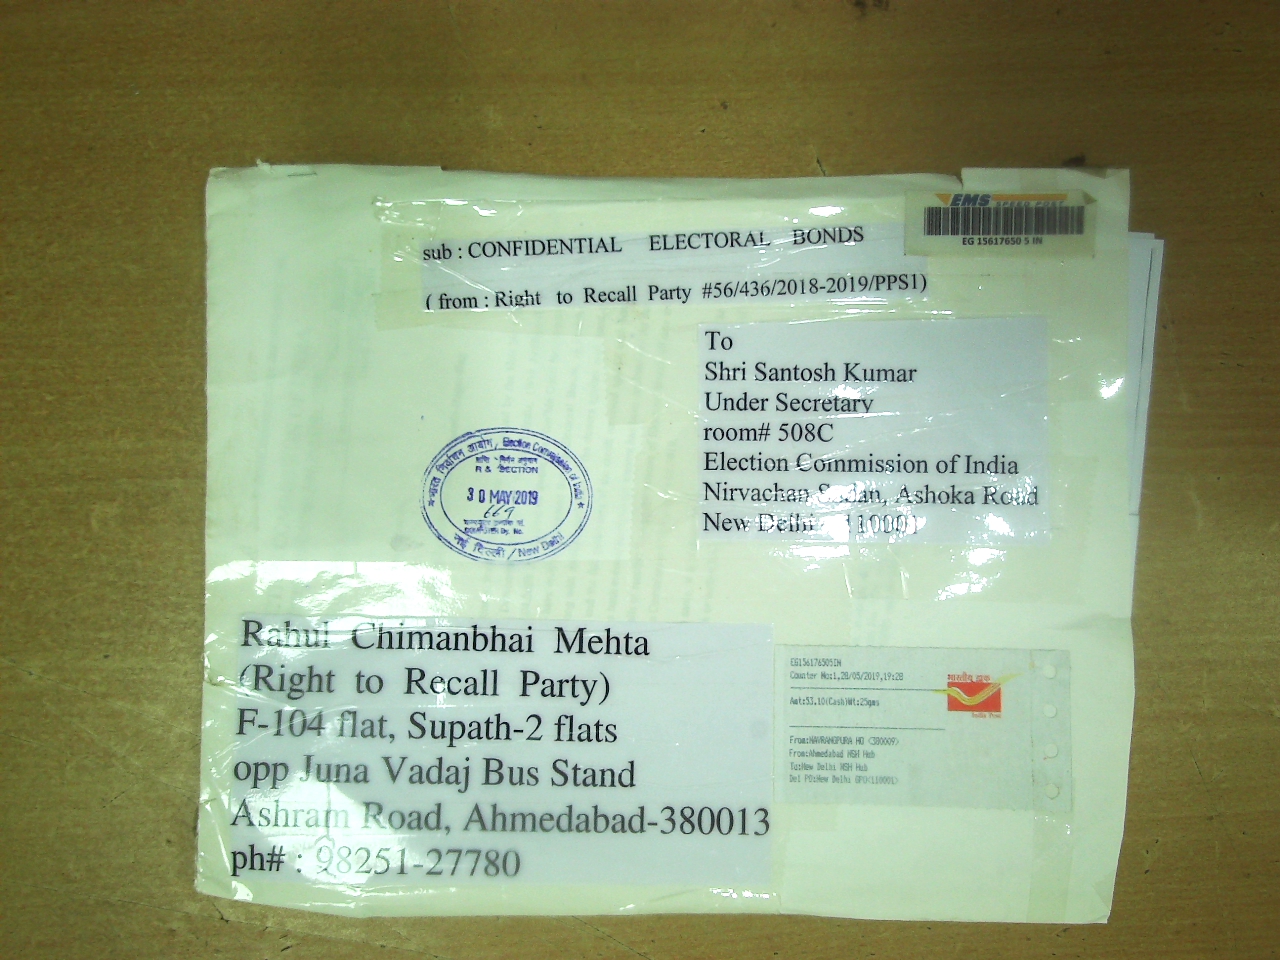 EMS SPEED POST
EG 15617650 5 IN
sub : CONFIDENTIAL ELECTORAL BONDS
( from : Right to Recall Party #56/436/2018-2019/PPS1)
To
Shri Santosh Kumar
Under Secretary
room# 508C
Election Commission of India
Nirvachan Sadan, Ashoka Road
New Delhi 110001
भारत निर्वाचन आयोग, Election Commission of India
R & I SECTION
30 MAY 2019
नई दिल्ली / New Delhi
Rahul Chimanbhai Mehta
(Right to Recall Party)
F-104 flat, Supath-2 flats
opp Juna Vadaj Bus Stand
Ashram Road, Ahmedabad-380013
ph# : 98251-27780
EG156176505IN
Counter No:1,28/05/2019,19:28
Amt:53.10(Cash)Wt:25gms
भारतीय डाक
India Post
From:NAVRANGPURA HO (380009)
From:Ahmedabad NSH Hub
To:New Delhi NSH Hub
Del PO:New Delhi GPO(110001)